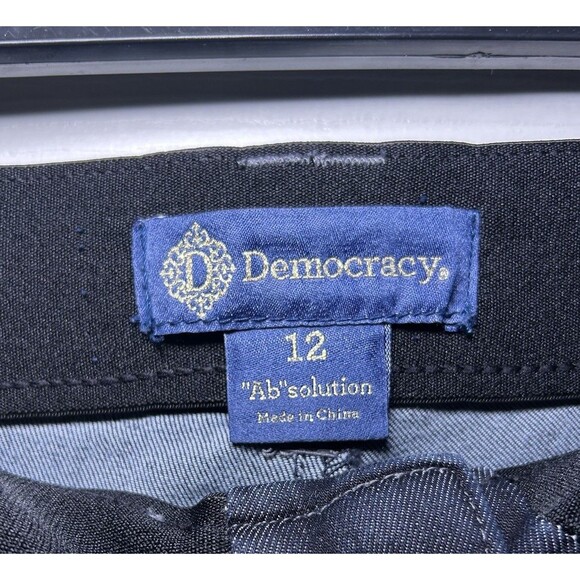 D Democracy®
12
"Ab"solution
Made in China